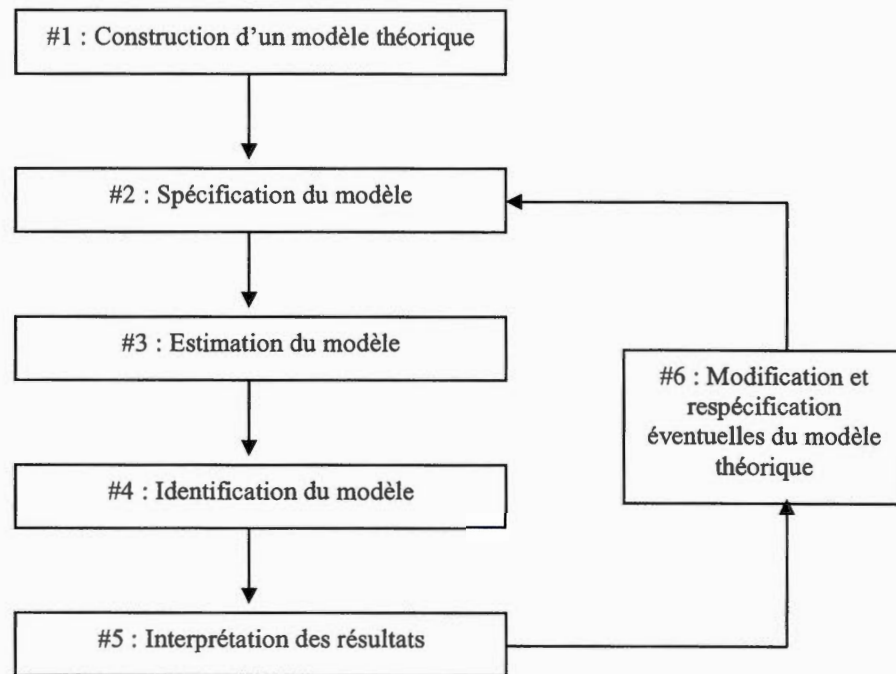 #1 : Construction d'un modèle théorique
#2 : Spécification du modèle
#3 : Estimation du modèle
#6 : Modification et
respécification
éventuelles du modèle
théorique
#4 : Identification du modèle
#5 : Interprétation des résultats